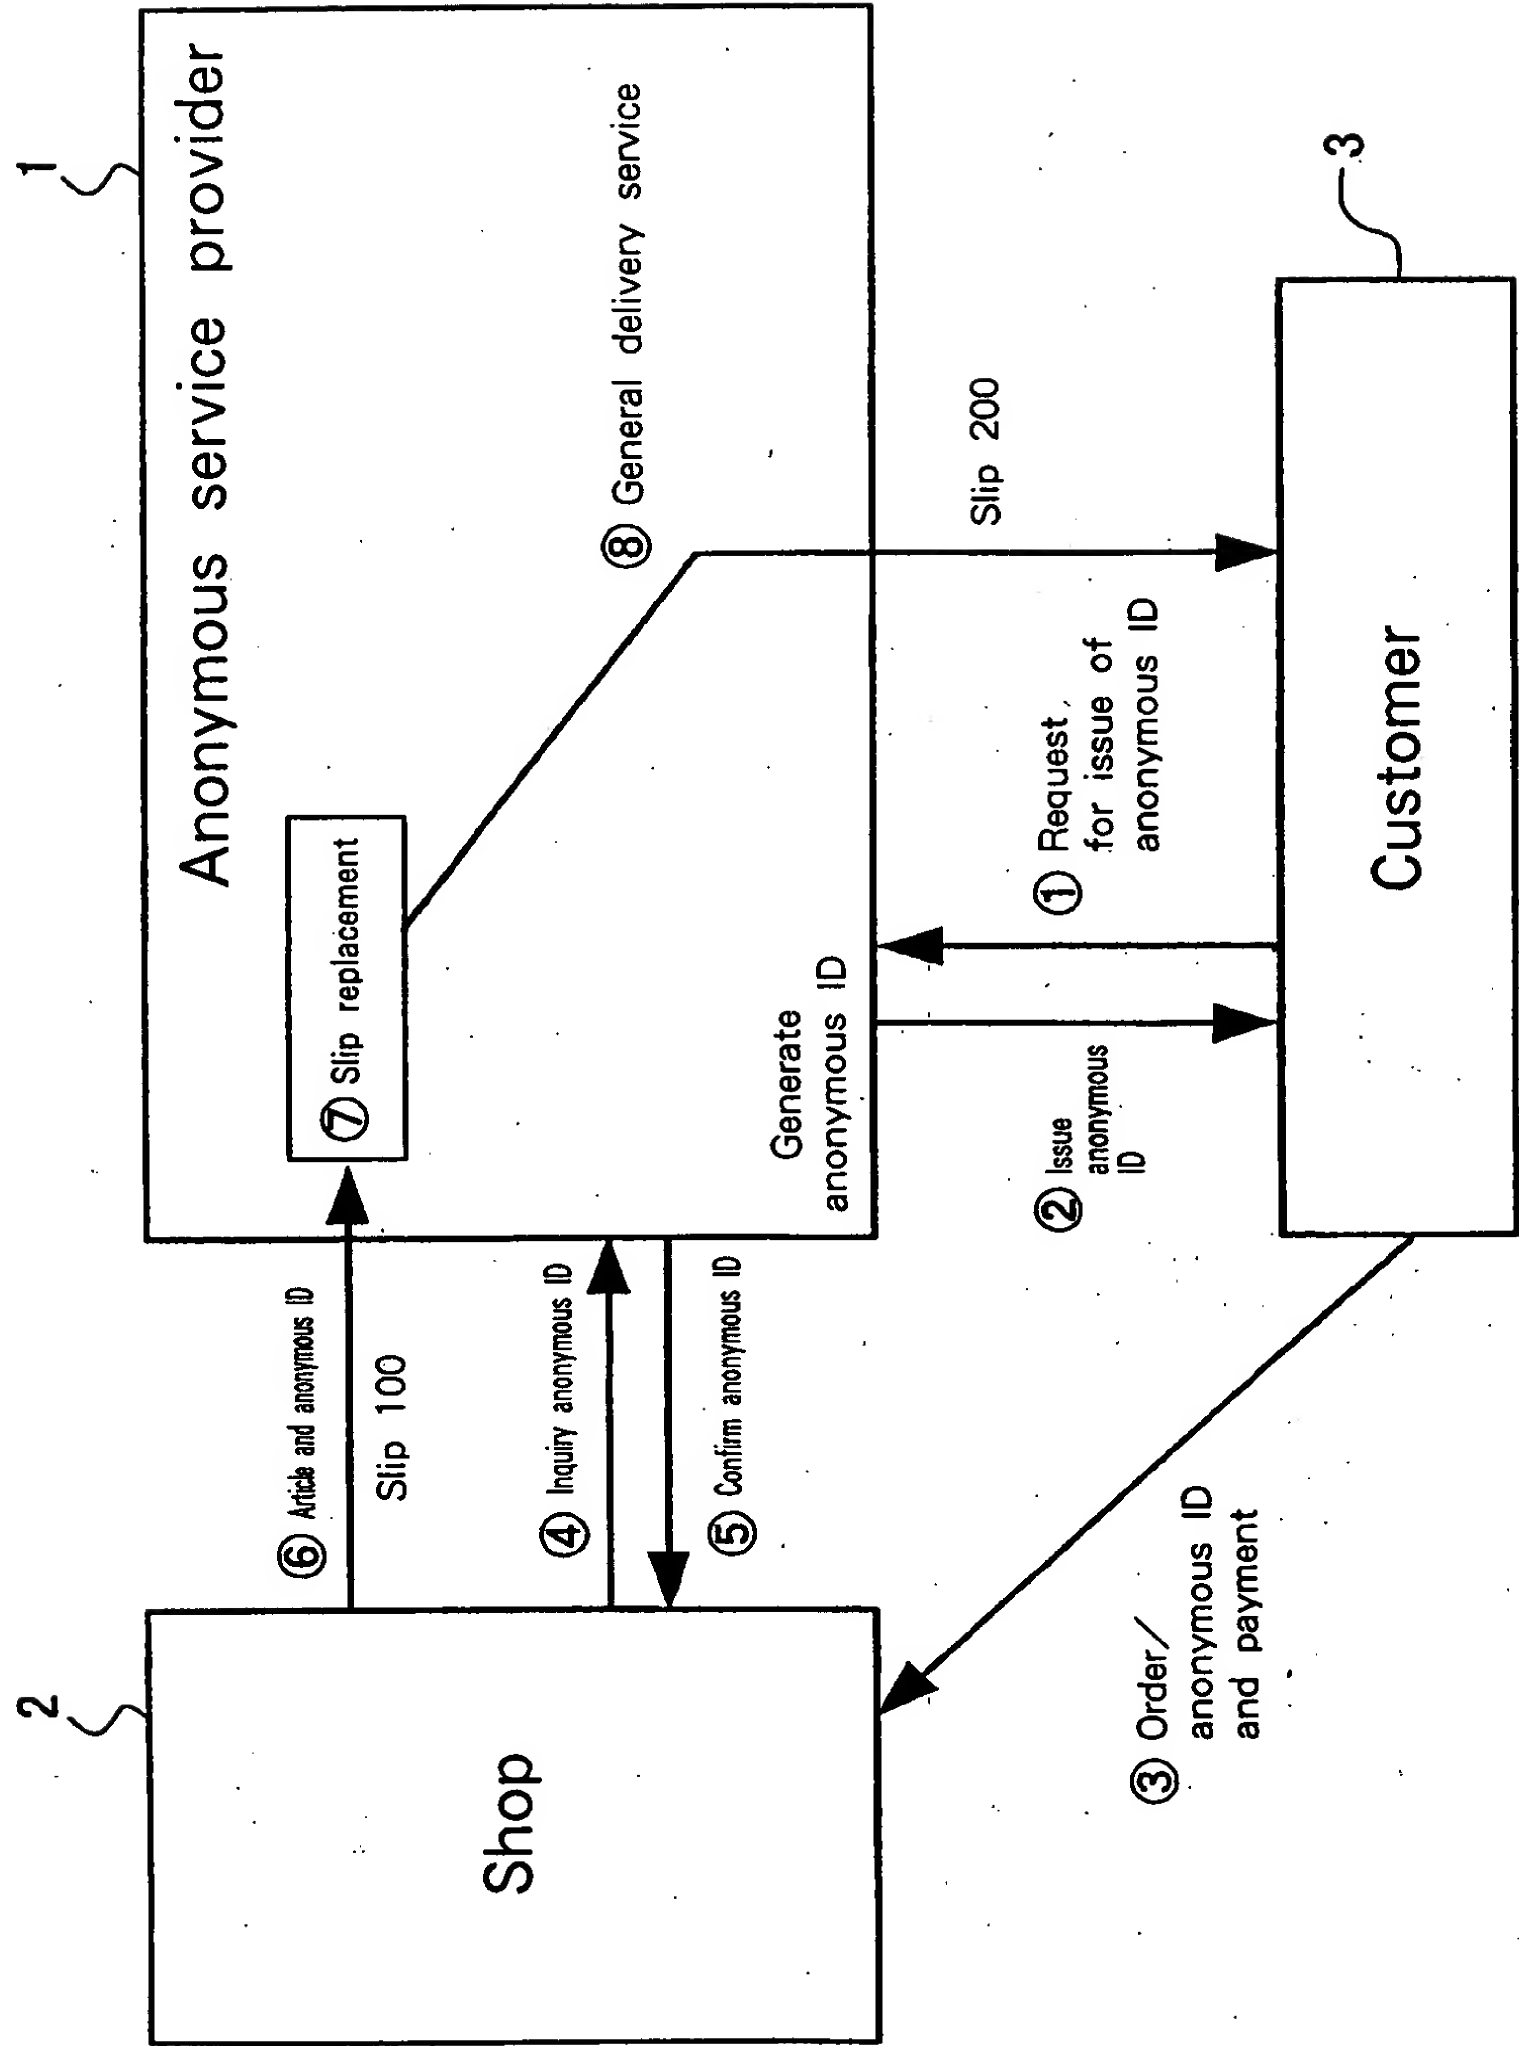 1
Anonymous service provider
2
⑥ Article and anonymous ID
Slip 100
⑦ Slip replacement
④ Inquiry anonymous ID
⑧ General delivery service
Shop
⑤ Confirm anonymous ID
Generate
anonymous ID
Slip 200
② Issue
anonymous
ID
① Request
for issue of
anonymous ID
③ Order/
anonymous ID
and payment
3
Customer